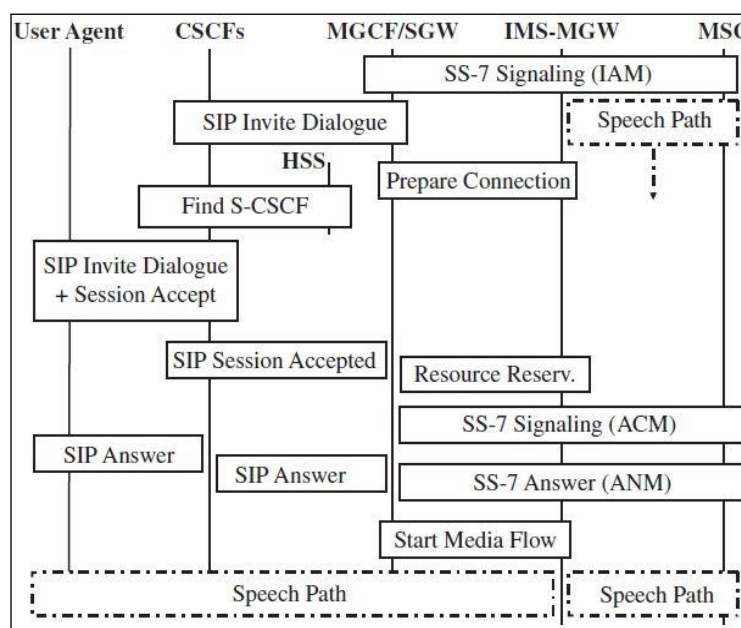 User Agent CSCFs MGCF/SGW IMS-MGW MSC
SS-7 Signaling (IAM)
SIP Invite Dialogue
Speech Path
HSS
Prepare Connection
Find S-CSCF
SIP Invite Dialogue
+ Session Accept
SIP Session Accepted
Resource Reserv.
SS-7 Signaling (ACM)
SIP Answer
SIP Answer
SS-7 Answer (ANM)
Start Media Flow
Speech Path
Speech Path